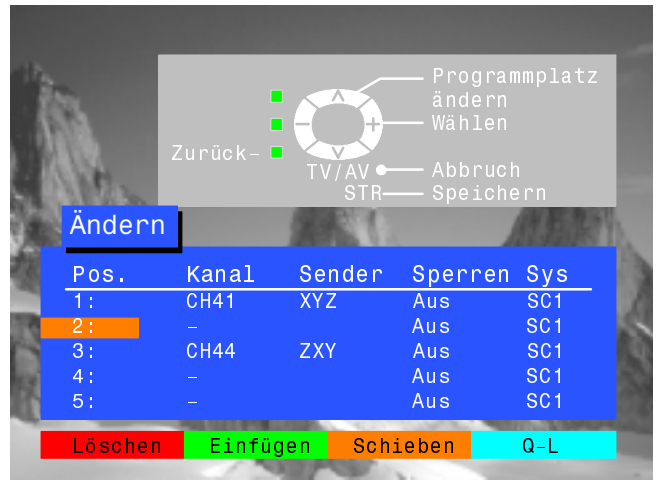 Programmplatz
ändern
Wählen
Zurück–
TV/AV Abbruch
STR Speichern
Ändern
Pos. Kanal Sender Sperren Sys
1: CH41 XYZ Aus SC1
2: – Aus SC1
3: CH44 ZXY Aus SC1
4: – Aus SC1
5: – Aus SC1
Löschen Einfügen Schieben Q–L